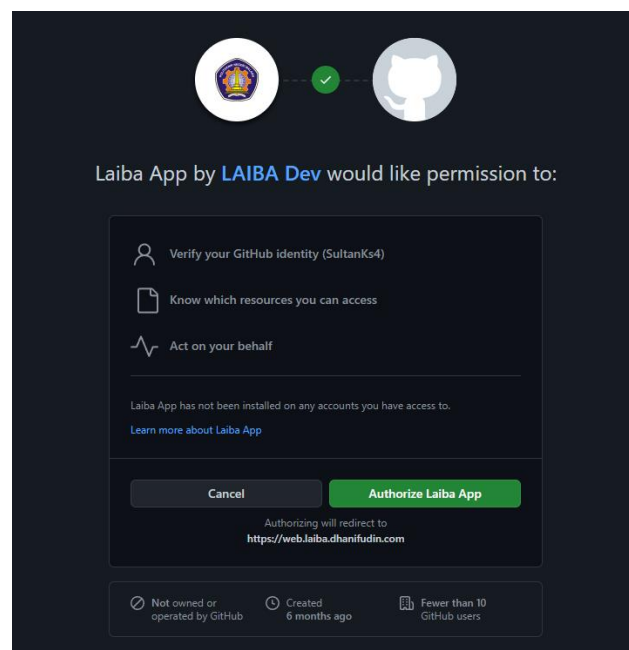 Laiba App by LAIBA Dev would like permission to:
Verify your GitHub identity (SultanKs4)
Know which resources you can access
Act on your behalf
Laiba App has not been installed on any accounts you have access to.
Learn more about Laiba App
Cancel
Authorize Laiba App
Authorizing will redirect to
https://web.laiba.dhanifudin.com
Not owned or
operated by GitHub
Created
6 months ago
Fewer than 10
GitHub users